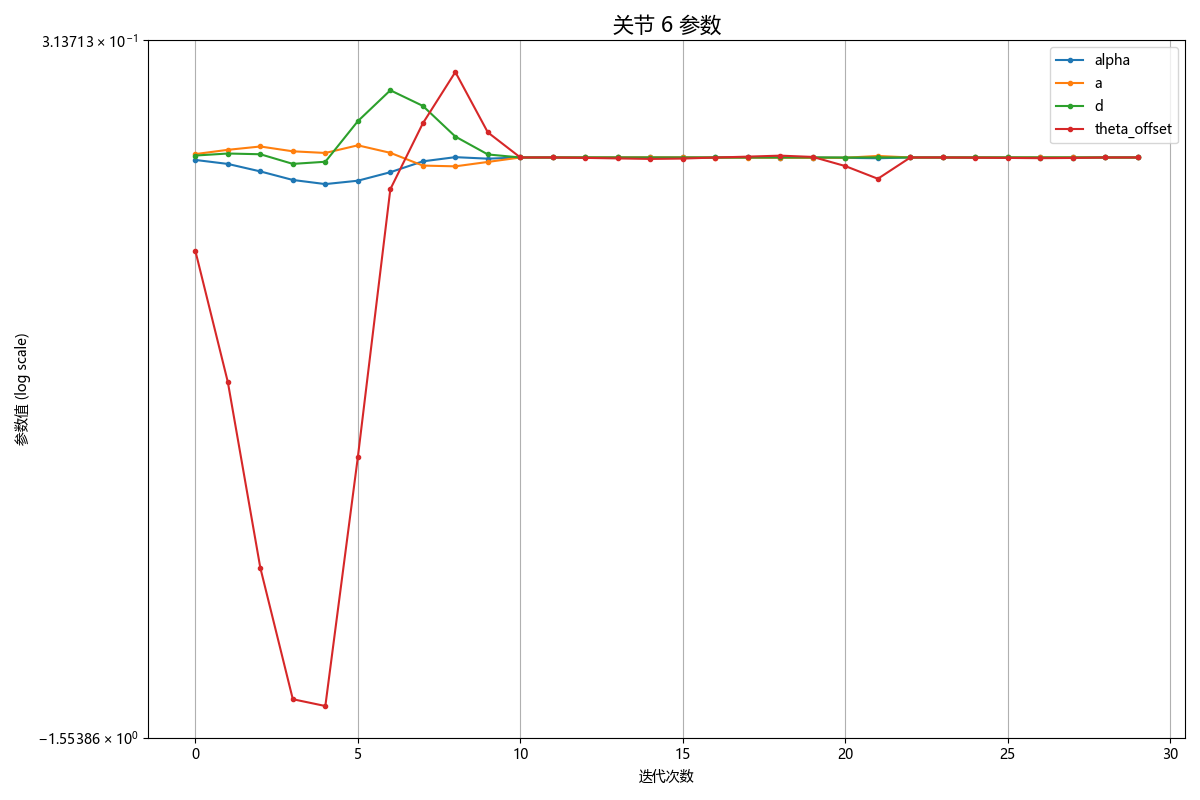 关节 6 参数
3.13713 × 10⁻¹
alpha
a
d
theta_offset
参数值 (log scale)
−1.55386 × 10⁰
0 5 10 15 20 25 30
迭代次数